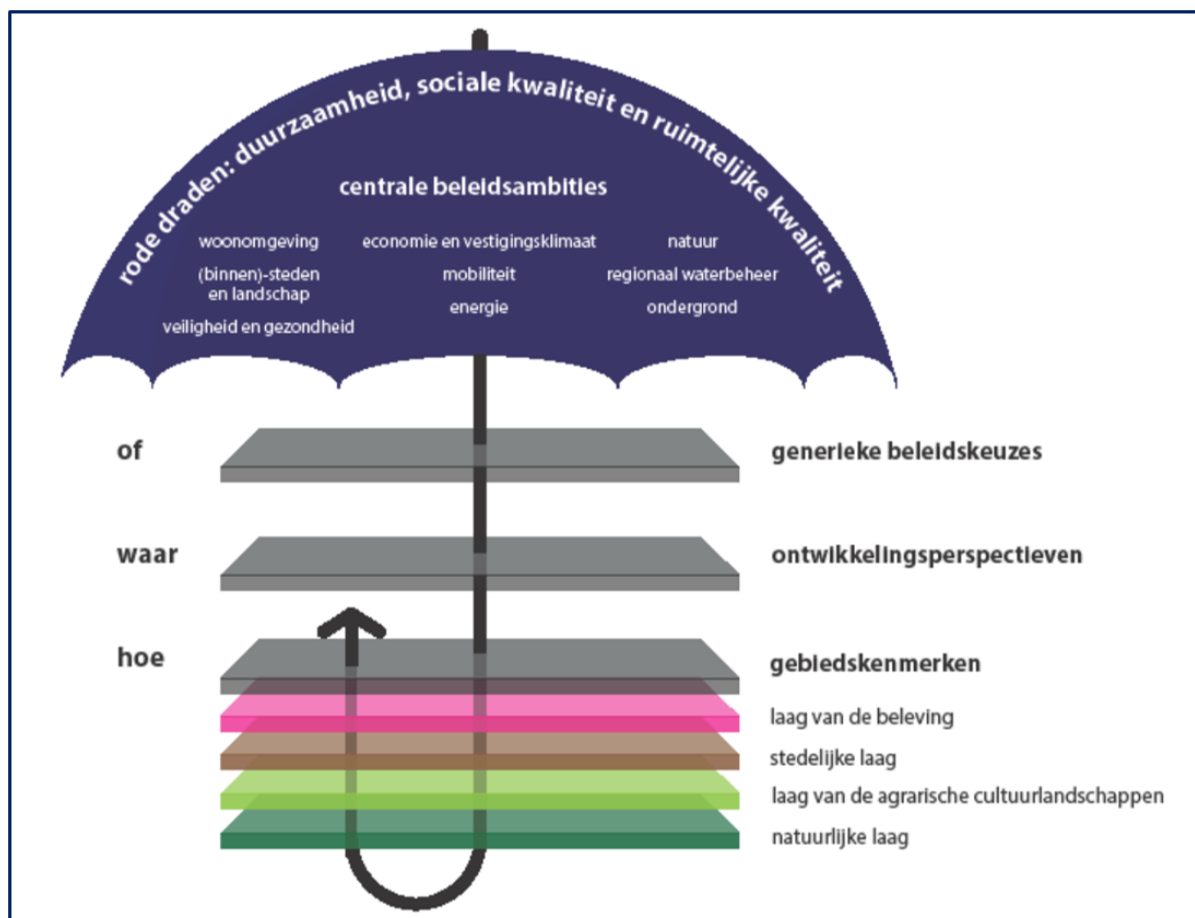 rode draden: duurzaamheid, sociale kwaliteit en ruimtelijke kwaliteit
centrale beleidsambities
woonomgeving
(binnen)-steden
en landschap
veiligheid en gezondheid
economie en vestigingsklimaat
mobiliteit
energie
natuur
regionaal waterbeheer
ondergrond
of
generieke beleidskeuzes
waar
ontwikkelingsperspectieven
hoe
gebiedskenmerken
laag van de beleving
stedelijke laag
laag van de agrarische cultuurlandschappen
natuurlijke laag